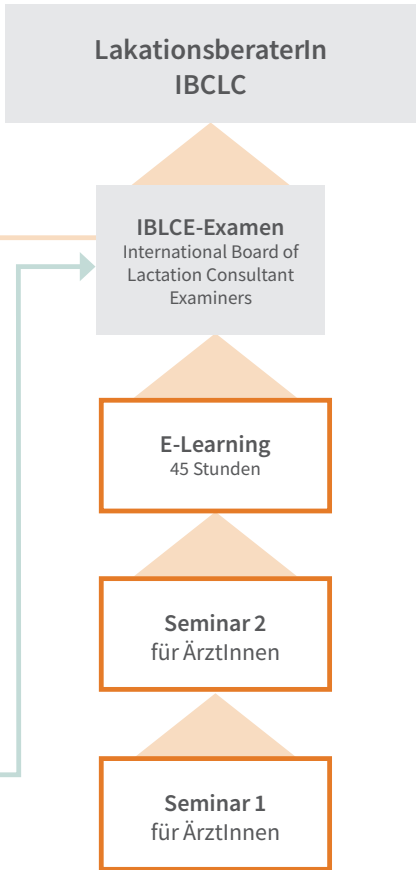 LakationsberaterIn
IBCLC
IBLCE-Examen
International Board of
Lactation Consultant
Examiners
E-Learning
45 Stunden
Seminar 2
für ÄrztInnen
Seminar 1
für ÄrztInnen